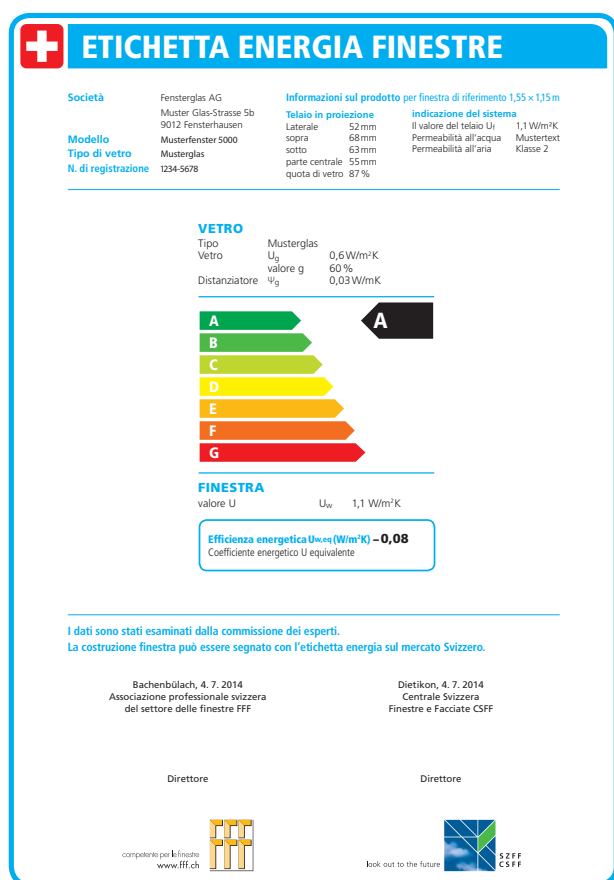 ETICHETTA ENERGIA FINESTRE
Società Fensterglas AG
Muster Glas-Strasse 5b
9012 Fensterhausen
Modello Musterfenster 5000
Tipo di vetro Musterglas
N. di registrazione 1234-5678
Informazioni sul prodotto per finestra di riferimento 1,55 × 1,15 m
Telaio in proiezione
Laterale 52 mm
sopra 68 mm
sotto 63 mm
parte centrale 55 mm
quota di vetro 87 %
indicazione del sistema
Il valore del telaio Uf 1,1 W/m²K
Permeabilità all'acqua Mustertext
Permeabilità all'aria Klasse 2
VETRO
Tipo Musterglas
Vetro Ug 0,6 W/m²K
valore g 60 %
Distanziatore Ψg 0,03 W/mK
A A
B
C
D
E
F
G
FINESTRA
valore U Uw 1,1 W/m²K
Efficienza energetica Uw,eq (W/m²K) –0,08
Coefficiente energetico U equivalente
I dati sono stati esaminati dalla commissione dei esperti.
La costruzione finestra può essere segnato con l'etichetta energia sul mercato Svizzero.
Bachenbülach, 4. 7. 2014
Associazione professionale svizzera
del settore delle finestre FFF
Direttore
Dietikon, 4. 7. 2014
Centrale Svizzera
Finestre e Facciate CSFF
Direttore
competente per le finestre
www.fff.ch
fff
fff
look out to the future
SZFF
CSFF